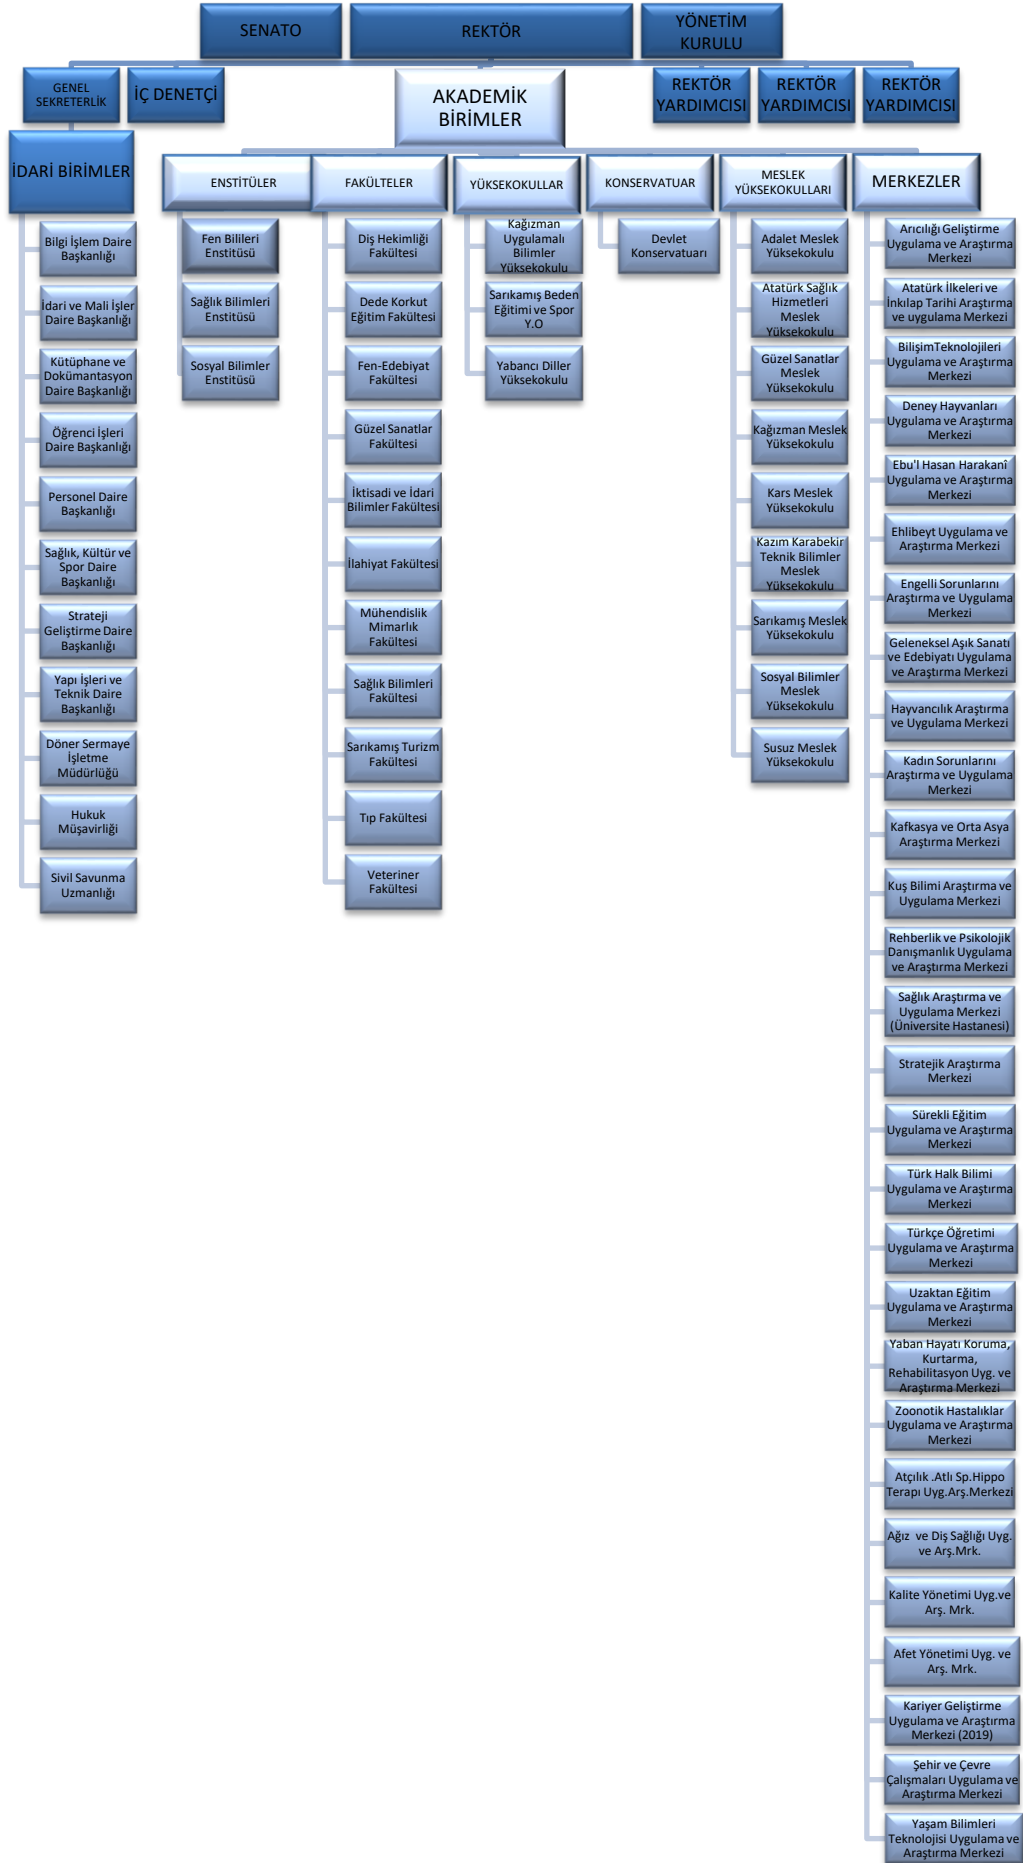 SENATO
REKTÖR
YÖNETİM
KURULU
GENEL
SEKRETERLİK
İÇ DENETÇİ
AKADEMİK
BİRİMLER
REKTÖR
YARDIMCISI
REKTÖR
YARDIMCISI
REKTÖR
YARDIMCISI
İDARİ BİRİMLER
Bilgi İşlem Daire
Başkanlığı
İdari ve Mali İşler
Daire Başkanlığı
Kütüphane ve
Dokümantasyon
Daire Başkanlığı
Öğrenci İşleri
Daire Başkanlığı
Personel Daire
Başkanlığı
Sağlık, Kültür ve
Spor Daire
Başkanlığı
Strateji
Geliştirme Daire
Başkanlığı
Yapı İşleri ve
Teknik Daire
Başkanlığı
Döner Sermaye
İşletme
Müdürlüğü
Hukuk
Müşavirliği
Sivil Savunma
Uzmanlığı
ENSTİTÜLER
Fen Bilileri
Enstitüsü
Sağlık Bilimleri
Enstitüsü
Sosyal Bilimler
Enstitüsü
FAKÜLTELER
Diş Hekimliği
Fakültesi
Dede Korkut
Eğitim Fakültesi
Fen-Edebiyat
Fakültesi
Güzel Sanatlar
Fakültesi
İktisadi ve İdari
Bilimler Fakültesi
İlahiyat Fakültesi
Mühendislik
Mimarlık
Fakültesi
Sağlık Bilimleri
Fakültesi
Sarıkamış Turizm
Fakültesi
Tıp Fakültesi
Veteriner
Fakültesi
YÜKSEKOKULLAR
Kağızman
Uygulamalı
Bilimler
Yüksekokulu
Sarıkamış Beden
Eğitimi ve Spor
Y.O
Yabancı Diller
Yüksekokulu
KONSERVATUAR
Devlet
Konservatuarı
MESLEK
YÜKSEKOKULLARI
Adalet Meslek
Yüksekokulu
Atatürk Sağlık
Hizmetleri
Meslek
Yüksekokulu
Güzel Sanatlar
Meslek
Yüksekokulu
Kağızman Meslek
Yüksekokulu
Kars Meslek
Yüksekokulu
Kazım Karabekir
Teknik Bilimler
Meslek
Yüksekokulu
Sarıkamış Meslek
Yüksekokulu
Sosyal Bilimler
Meslek
Yüksekokulu
Susuz Meslek
Yüksekokulu
MERKEZLER
Arıcılığı Geliştirme
Uygulama ve Araştırma
Merkezi
Atatürk İlkeleri ve
İnkılap Tarihi Araştırma
ve uygulama Merkezi
BilişimTeknolojileri
Uygulama ve Araştırma
Merkezi
Deney Hayvanları
Uygulama ve Araştırma
Merkezi
Ebu'l Hasan Harakanî
Uygulama ve Araştırma
Merkezi
Ehlibeyt Uygulama ve
Araştırma Merkezi
Engelli Sorunlarını
Araştırma ve Uygulama
Merkezi
Geleneksel Aşık Sanatı
ve Edebiyatı Uygulama
ve Araştırma Merkezi
Hayvancılık Araştırma
ve Uygulama Merkezi
Kadın Sorunlarını
Araştırma ve Uygulama
Merkezi
Kafkasya ve Orta Asya
Araştırma Merkezi
Kuş Bilimi Araştırma ve
Uygulama Merkezi
Rehberlik ve Psikolojik
Danışmanlık Uygulama
ve Araştırma Merkezi
Sağlık Araştırma ve
Uygulama Merkezi
(Üniversite Hastanesi)
Stratejik Araştırma
Merkezi
Sürekli Eğitim
Uygulama ve Araştırma
Merkezi
Türk Halk Bilimi
Uygulama ve Araştırma
Merkezi
Türkçe Öğretimi
Uygulama ve Araştırma
Merkezi
Uzaktan Eğitim
Uygulama ve Araştırma
Merkezi
Yaban Hayatı Koruma,
Kurtarma,
Rehabilitasyon Uyg. ve
Araştırma Merkezi
Zoonotik Hastalıklar
Uygulama ve Araştırma
Merkezi
Atçılık .Atlı Sp.Hippo
Terapı Uyg.Arş.Merkezi
Ağız ve Diş Sağlığı Uyg.
ve Arş.Mrk.
Kalite Yönetimi Uyg.ve
Arş. Mrk.
Afet Yönetimi Uyg. ve
Arş. Mrk.
Kariyer Geliştirme
Uygulama ve Araştırma
Merkezi (2019)
Şehir ve Çevre
Çalışmaları Uygulama ve
Araştırma Merkezi
Yaşam Bilimleri
Teknolojisi Uygulama ve
Araştırma Merkezi